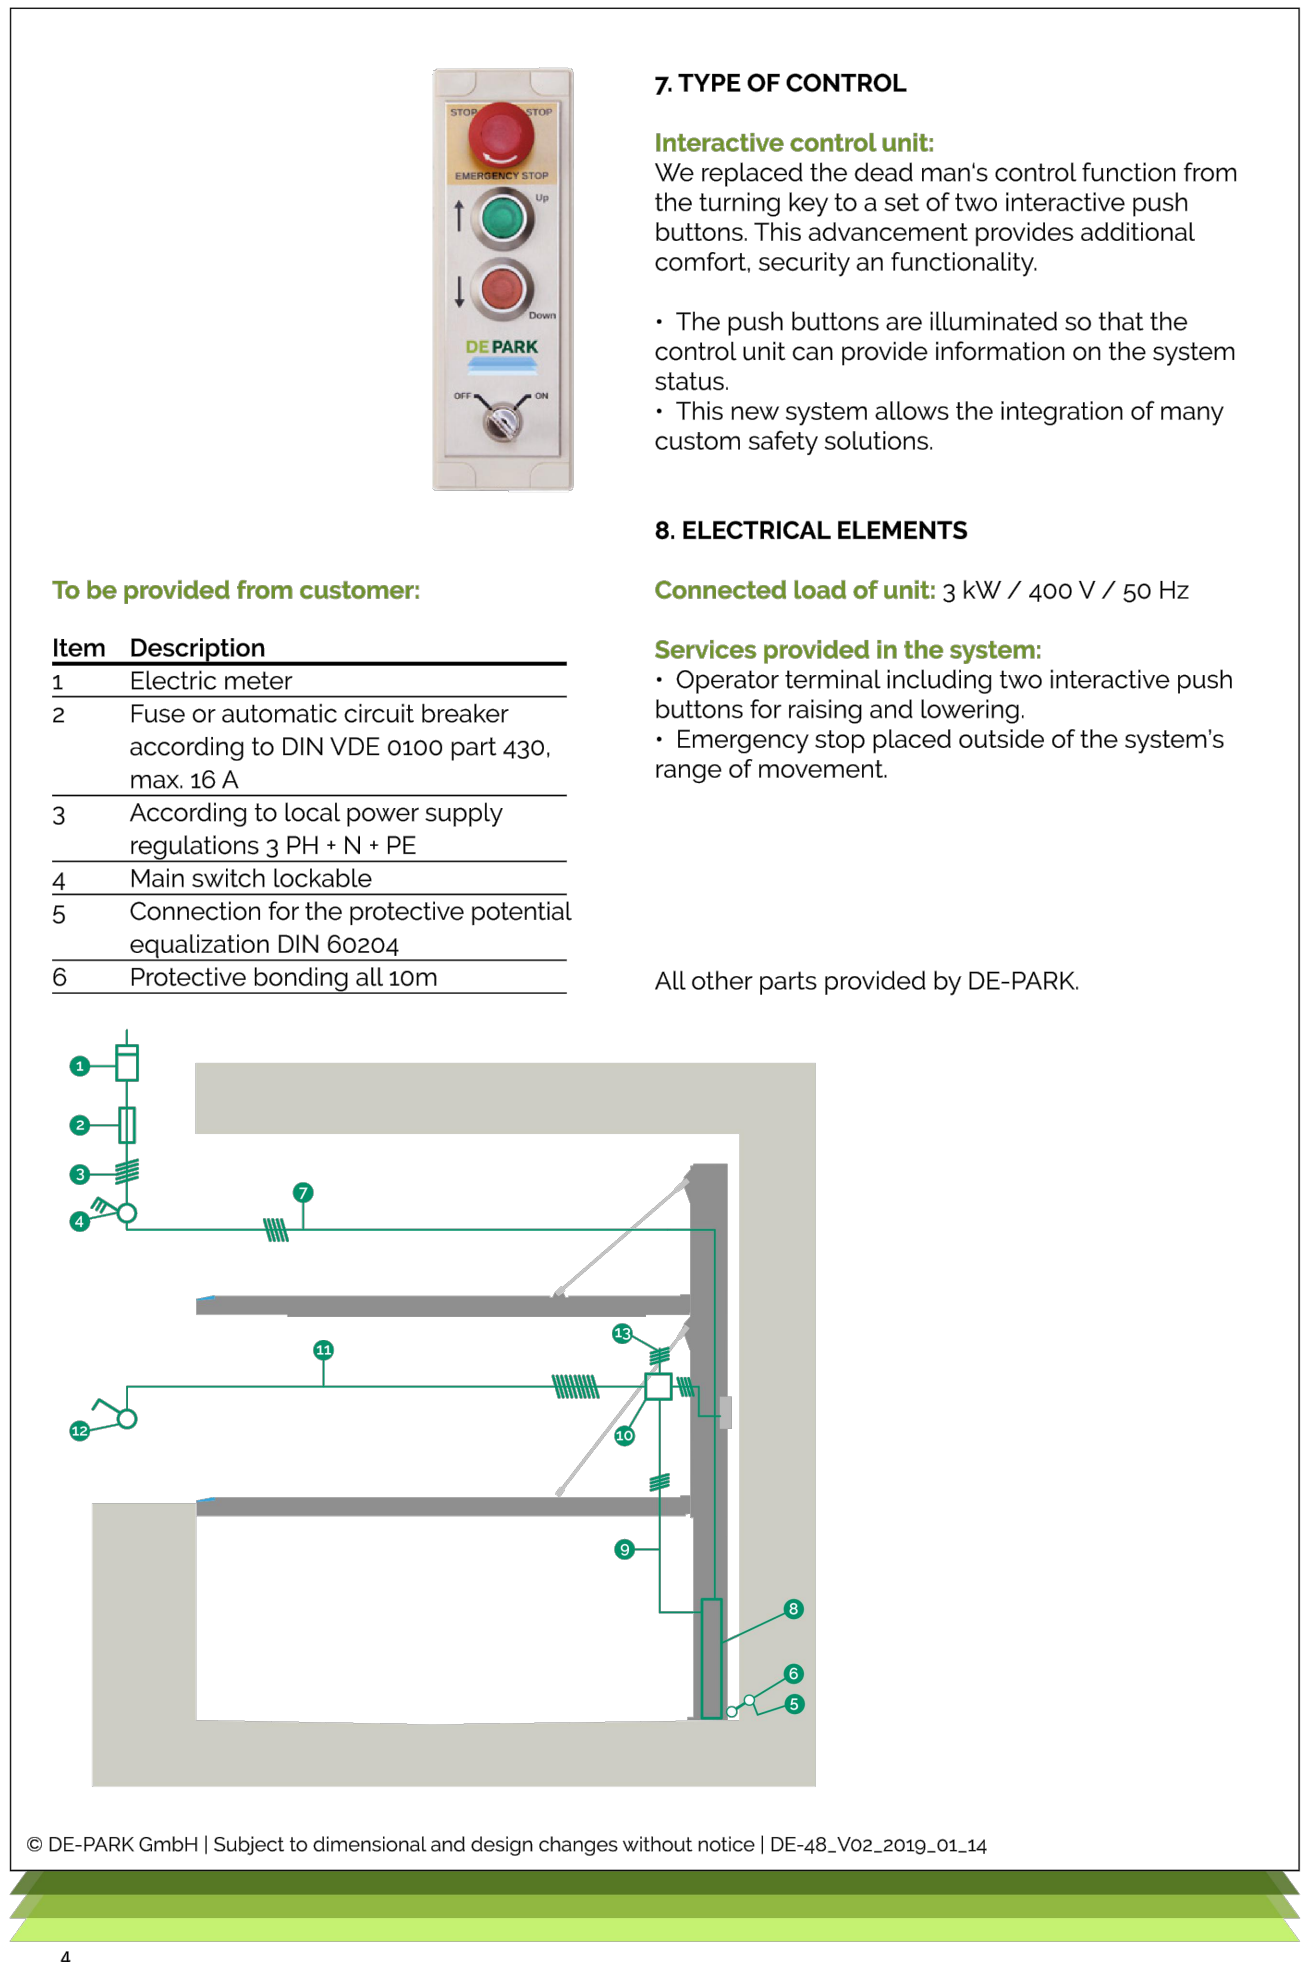 STOP STOP
EMERGENCY STOP
Up
Down
DE PARK
OFF ON
7. TYPE OF CONTROL
Interactive control unit:
We replaced the dead man's control function from
the turning key to a set of two interactive push
buttons. This advancement provides additional
comfort, security an functionality.
• The push buttons are illuminated so that the
control unit can provide information on the system
status.
• This new system allows the integration of many
custom safety solutions.
8. ELECTRICAL ELEMENTS
Connected load of unit: 3 kW / 400 V / 50 Hz
Services provided in the system:
• Operator terminal including two interactive push
buttons for raising and lowering.
• Emergency stop placed outside of the system's
range of movement.
All other parts provided by DE-PARK.
To be provided from customer:
Item Description
1 Electric meter
2 Fuse or automatic circuit breaker
according to DIN VDE 0100 part 430,
max. 16 A
3 According to local power supply
regulations 3 PH + N + PE
4 Main switch lockable
5 Connection for the protective potential
equalization DIN 60204
6 Protective bonding all 10m
1
2
3
7
4
13
11
12
10
9
8
6
5
© DE-PARK GmbH | Subject to dimensional and design changes without notice | DE-48_V02_2019_01_14
4